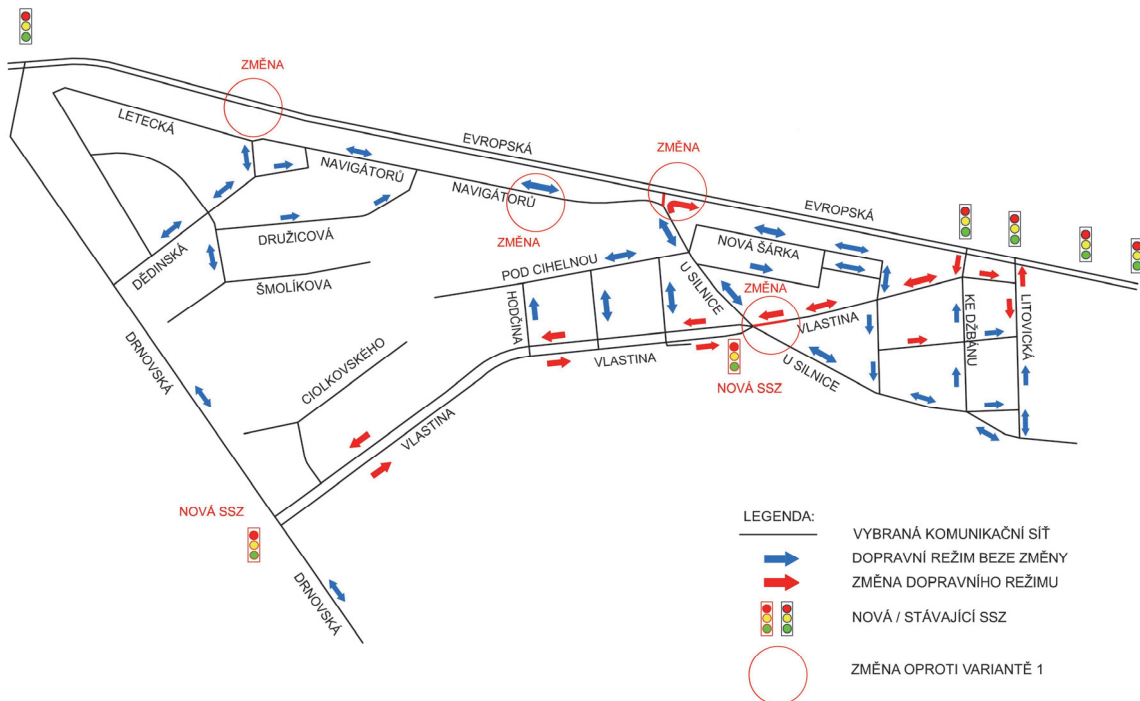 ZMĚNA
LETECKÁ
EVROPSKÁ
ZMĚNA
NAVIGÁTORŮ
NAVIGÁTORŮ
EVROPSKÁ
ZMĚNA
DRUŽICOVÁ
NOVÁ ŠÁRKA
DĚDINSKÁ
POD CIHELNOU
ŠMOLÍKOVA
HODČINA
U SILNICE
ZMĚNA
VLASTINA
KE DŽBÁNU
LITOVICKÁ
DRNOVSKÁ
CIOLKOVSKÉHO
VLASTINA
U SILNICE
NOVÁ SSZ
VLASTINA
NOVÁ SSZ
DRNOVSKÁ
LEGENDA:
VYBRANÁ KOMUNIKAČNÍ SÍŤ
DOPRAVNÍ REŽIM BEZE ZMĚNY
ZMĚNA DOPRAVNÍHO REŽIMU
NOVÁ / STÁVAJÍCÍ SSZ
ZMĚNA OPROTI VARIANTĚ 1